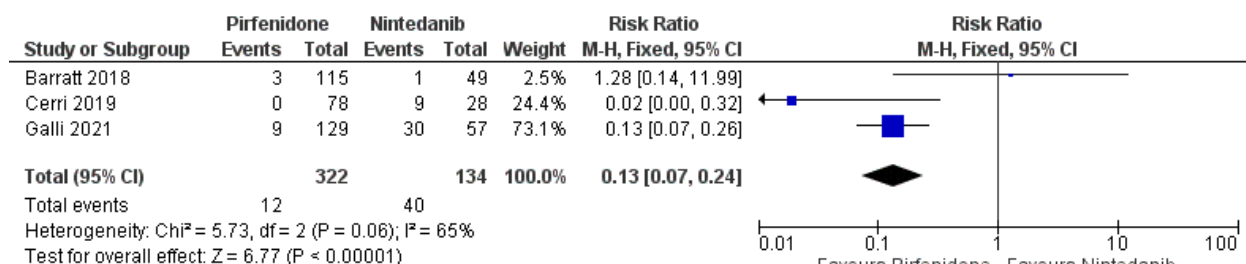 Pirfenidone Nintedanib Risk Ratio Risk Ratio
Study or Subgroup Events Total Events Total Weight M-H, Fixed, 95% CI M-H, Fixed, 95% CI
Barratt 2018 3 115 1 49 2.5% 1.28 [0.14, 11.99]
Cerri 2019 0 78 9 28 24.4% 0.02 [0.00, 0.32]
Galli 2021 9 129 30 57 73.1% 0.13 [0.07, 0.26]
Total (95% CI) 322 134 100.0% 0.13 [0.07, 0.24]
Total events 12 40
Heterogeneity: Chi² = 5.73, df = 2 (P = 0.06); I² = 65%
Test for overall effect: Z = 6.77 (P < 0.00001)
0.01 0.1 1 10 100
Favours Pirfenidone Favours Nintedanib